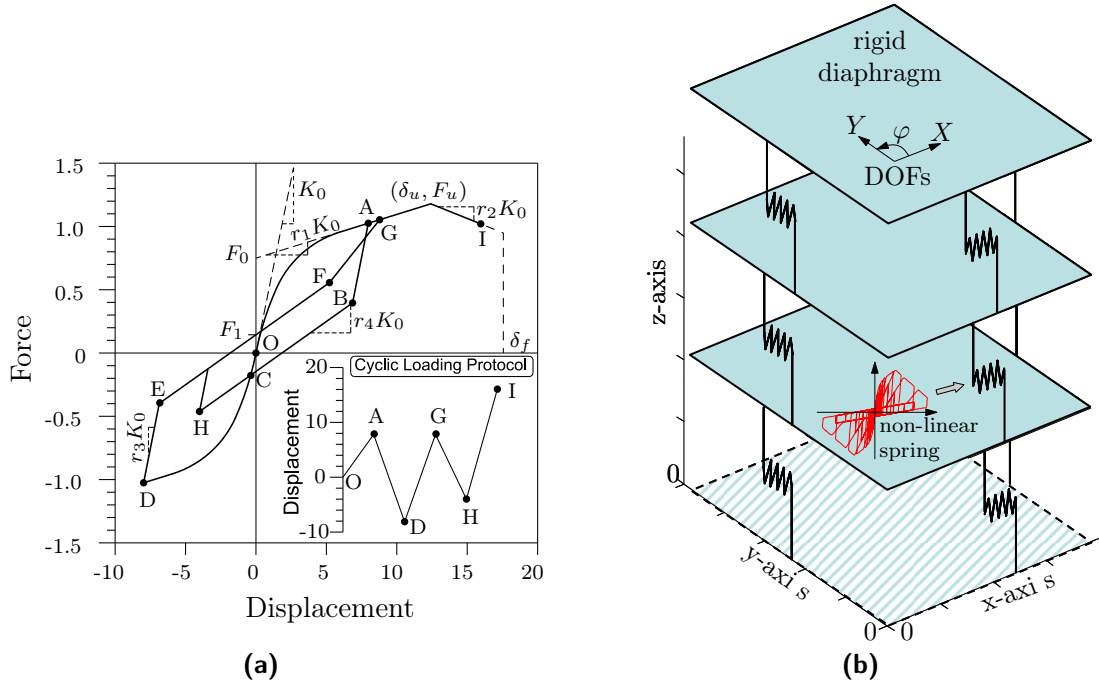 1.5
1.0
0.5
0
-0.5
-1.0
-1.5
Force
-10
-5
0
5
10
15
20
Displacement
K₀
r₁K₀
F₀
(δᵤ, Fᵤ)
r₂K₀
A
G
I
F
B
r₄K₀
F₁
O
C
δ_f
E
H
r₃K₀
D
Cyclic Loading Protocol
20
10
0
-10
Displacement
O
A
D
G
H
I
(a)
rigid
diaphragm
Y
φ
X
DOFs
z-axis
non-linear
spring
0
y-axi s
x-axi s
0
0
(b)